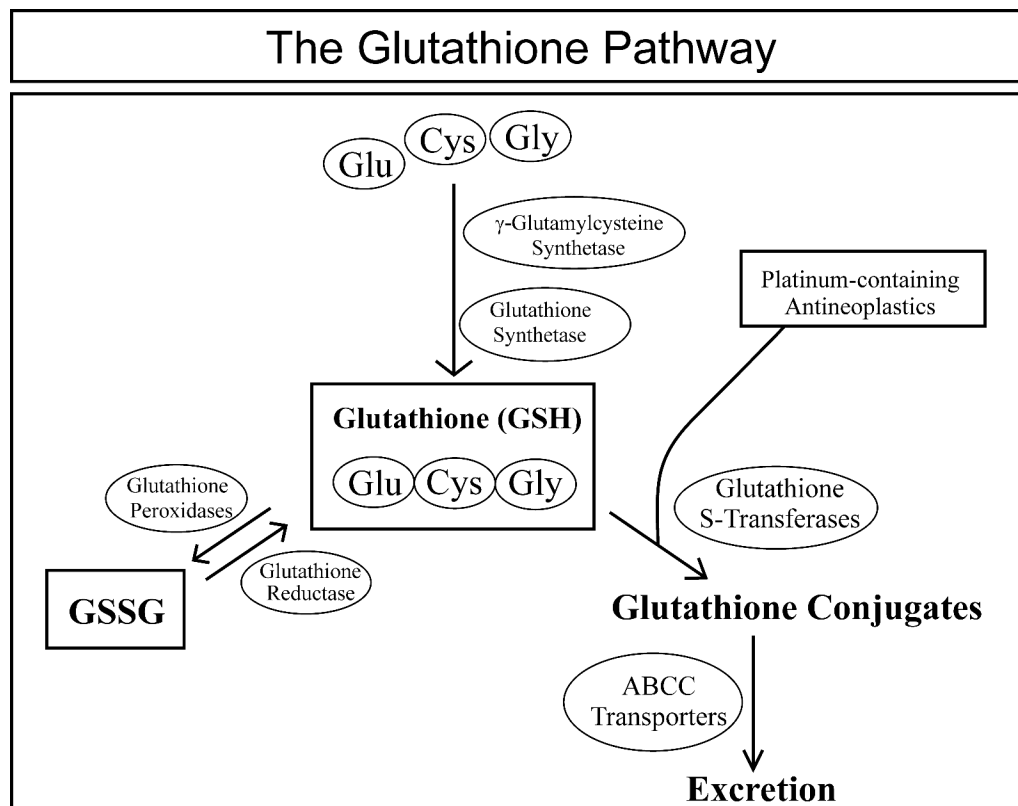 The Glutathione Pathway
Glu
Cys
Gly
γ-Glutamylcysteine
Synthetase
Platinum-containing
Antineoplastics
Glutathione
Synthetase
Glutathione (GSH)
Glu
Cys
Gly
Glutathione
Peroxidases
Glutathione
S-Transferases
Glutathione
Reductase
GSSG
Glutathione Conjugates
ABCC
Transporters
Excretion